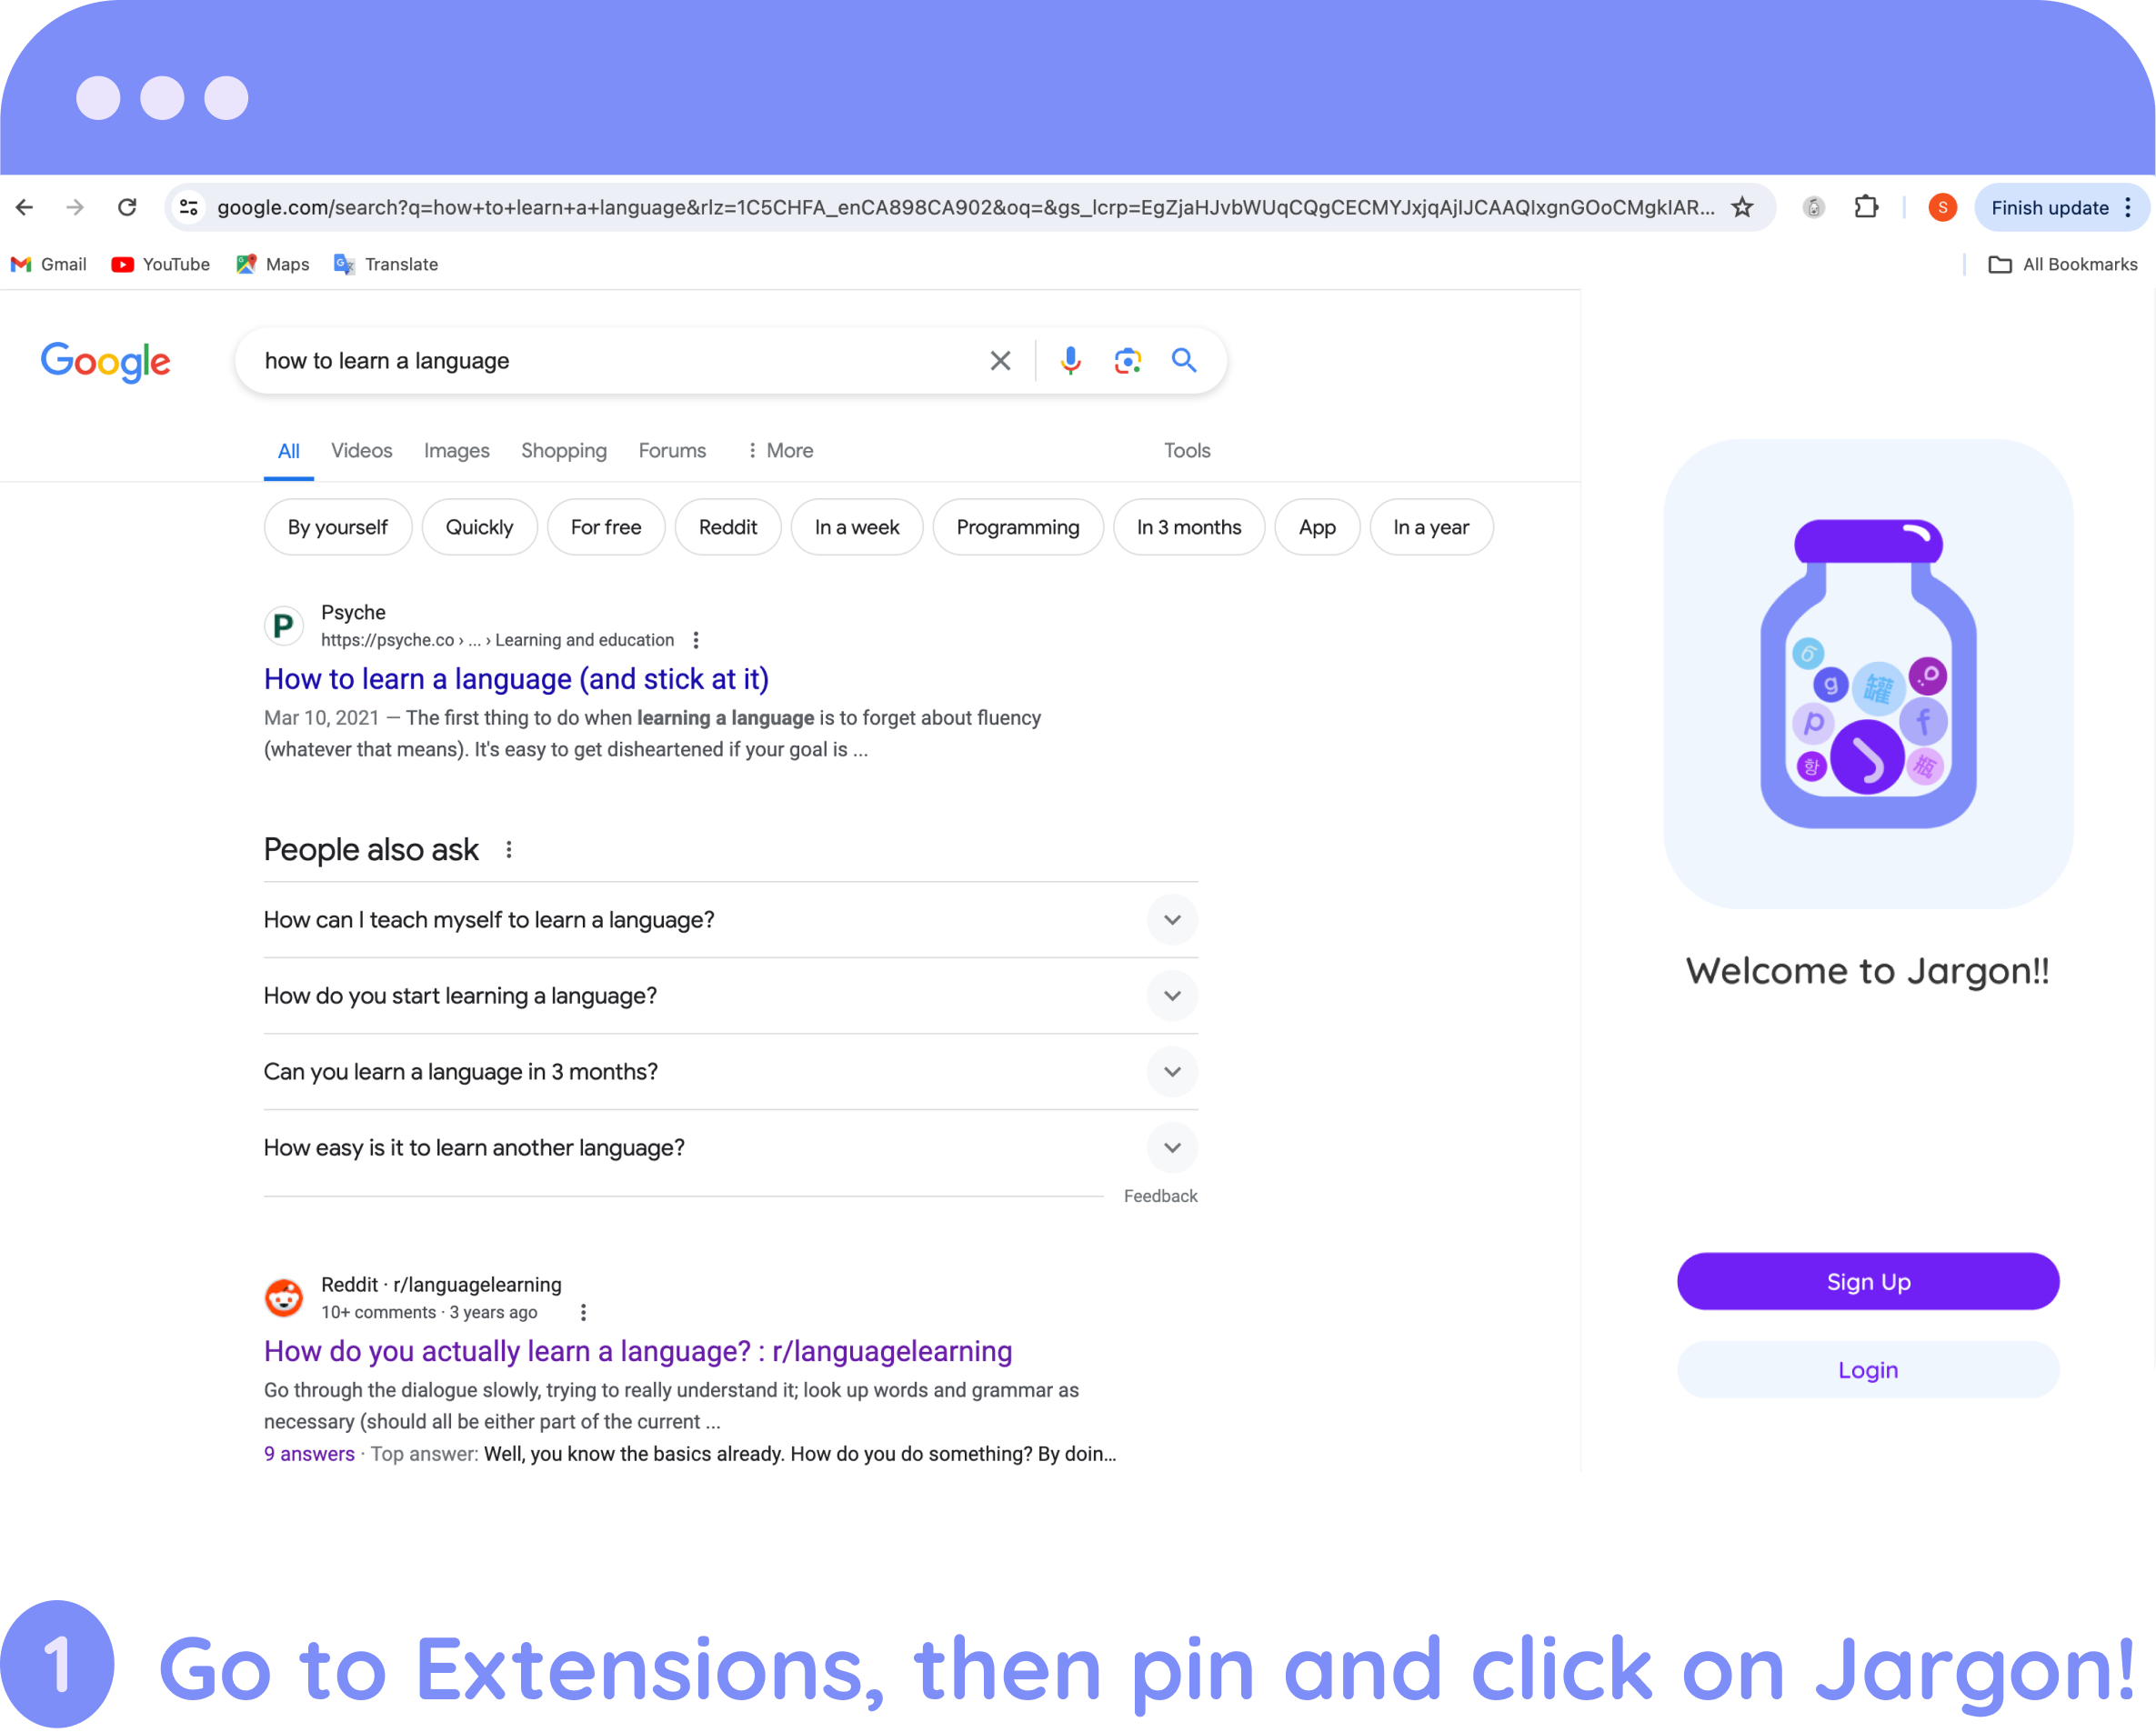 google.com/search?q=how+to+learn+a+language&rlz=1C5CHFA_enCA898CA902&oq=&gs_lcrp=EgZjaHJvbWUqCQgCECMYJxjqAjIJCAAQIxgnGOoCMgkIAR...
S
Finish update
Gmail YouTube Maps Translate
All Bookmarks
Google
how to learn a language
All Videos Images Shopping Forums More Tools
By yourself Quickly For free Reddit In a week Programming In 3 months App In a year
P
Psyche
https://psyche.co › ... › Learning and education
How to learn a language (and stick at it)
Mar 10, 2021 — The first thing to do when learning a language is to forget about fluency
(whatever that means). It's easy to get disheartened if your goal is ...
People also ask
How can I teach myself to learn a language?
How do you start learning a language?
Can you learn a language in 3 months?
How easy is it to learn another language?
Feedback
Reddit · r/languagelearning
10+ comments · 3 years ago
How do you actually learn a language? : r/languagelearning
Go through the dialogue slowly, trying to really understand it; look up words and grammar as
necessary (should all be either part of the current ...
9 answers · Top answer: Well, you know the basics already. How do you do something? By doin...
g 罐
p f
항 瓶
Welcome to Jargon!!
Sign Up
Login
1 Go to Extensions, then pin and click on Jargon!